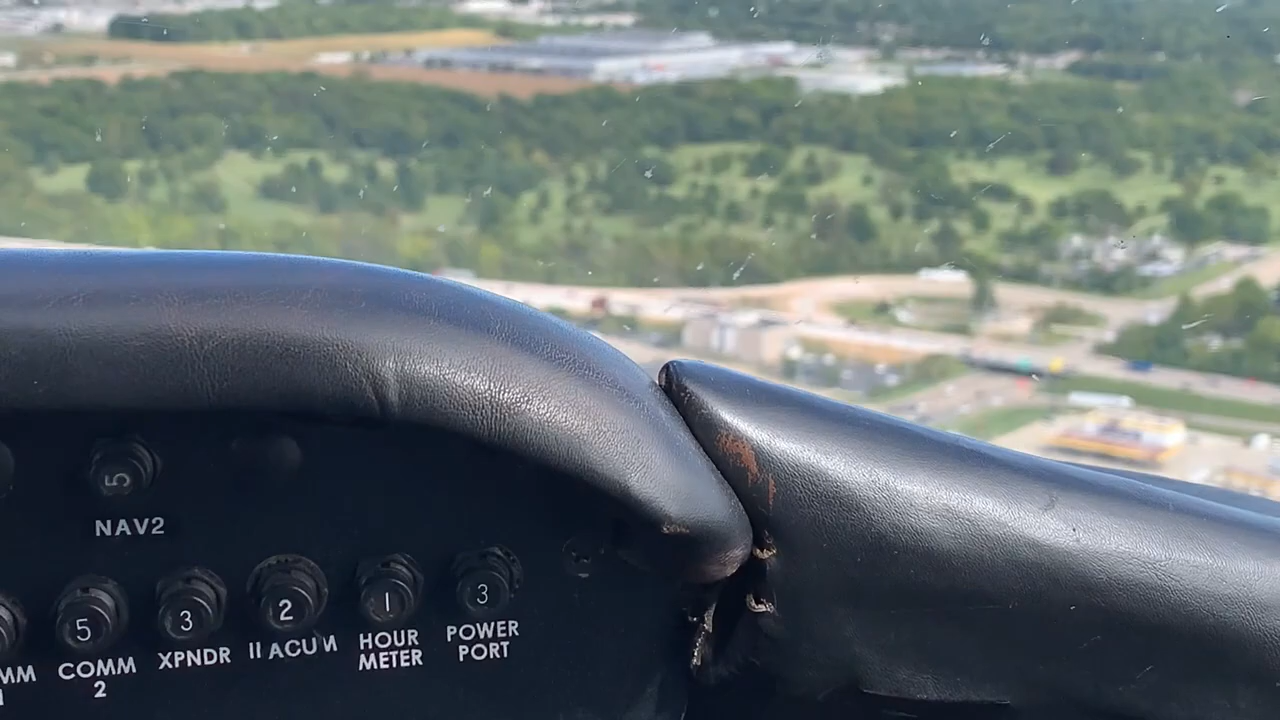 5
NAV2
5 3 2 1 3
MM COMM XPNDR HOUR POWER
2 METER PORT